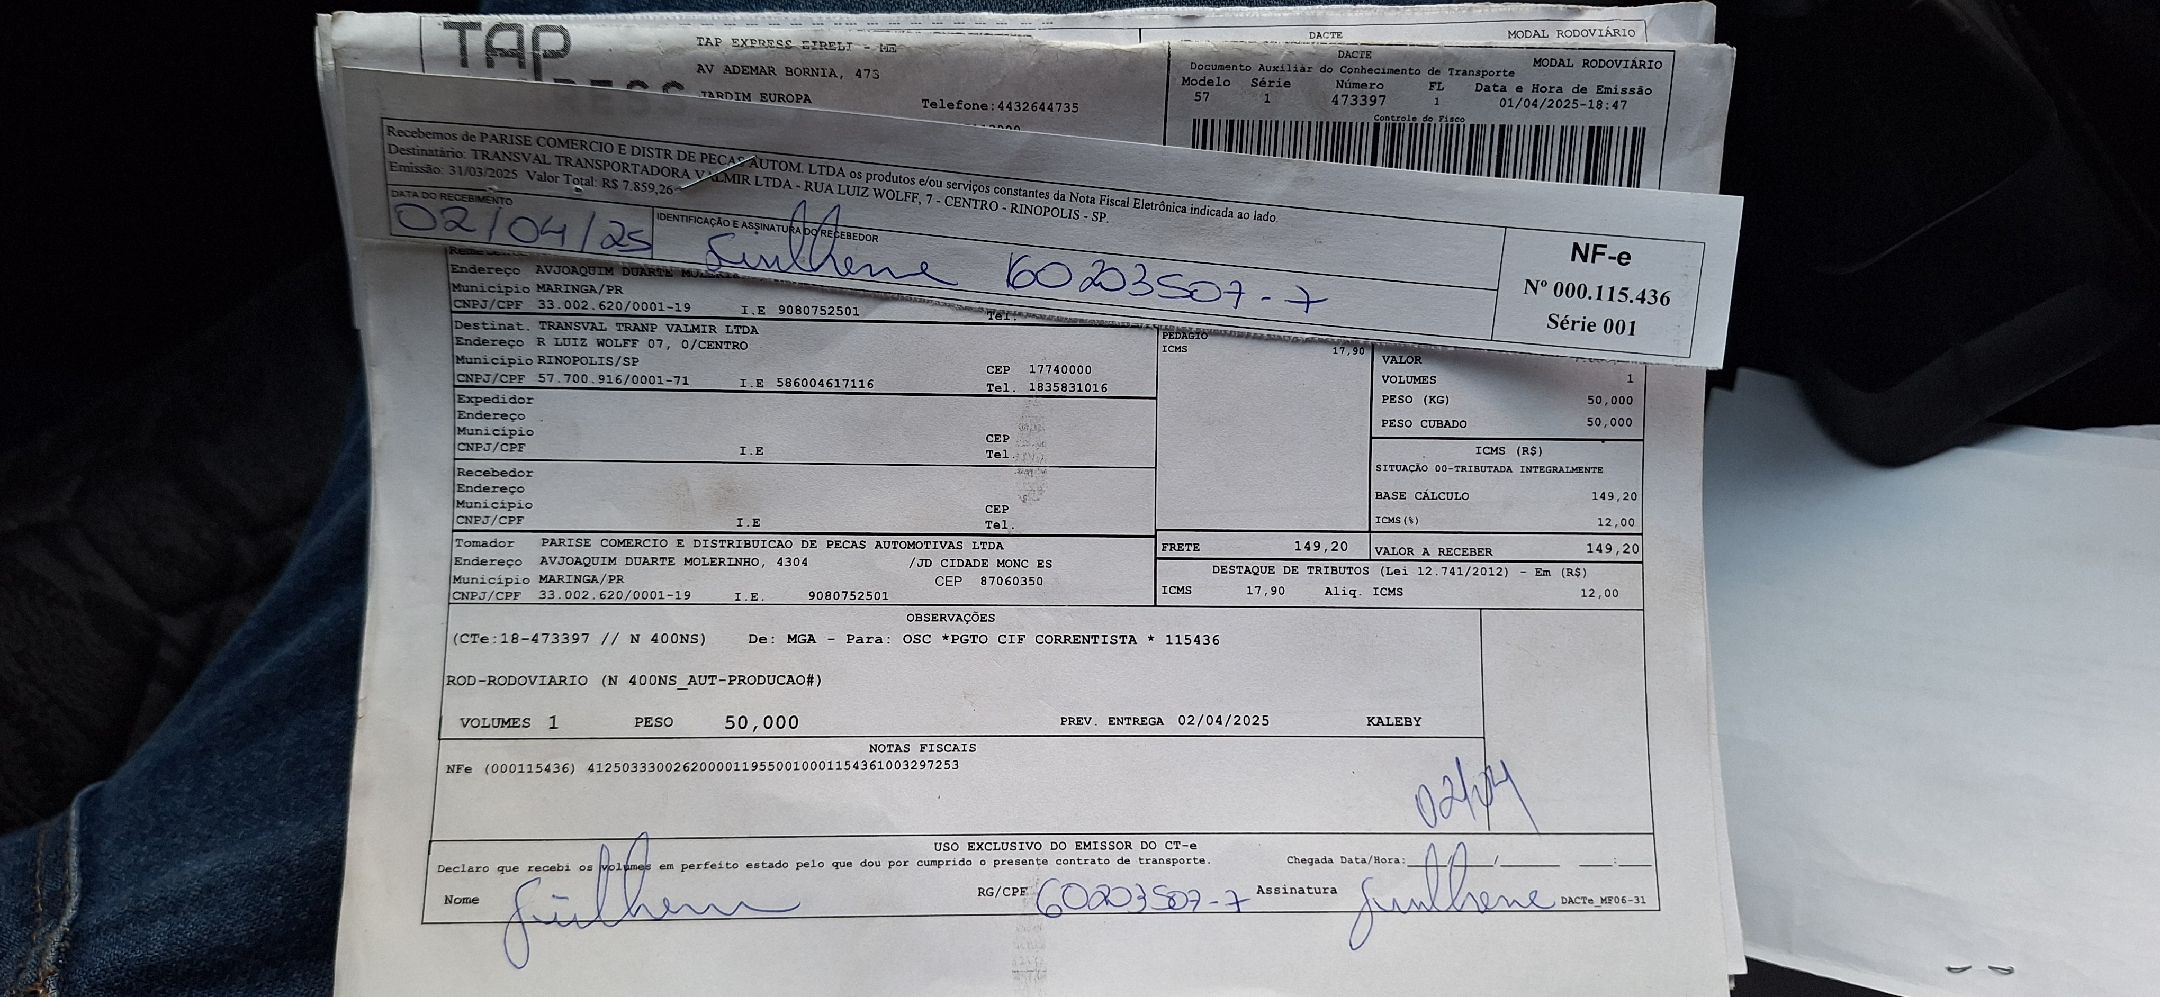 TAP
TAP EXPRESS EIRELI - ME
AV ADEMAR BORNIA, 473
JARDIM EUROPA
Telefone:4432644735
DACTE
MODAL RODOVIÁRIO
DACTE
MODAL RODOVIÁRIO
Documento Auxiliar do Conhecimento de Transporte
Modelo Série Número FL Data e Hora de Emissão
57 1 473397 1 01/04/2025-18:47
Controle do Fisco
Recebemos de PARISE COMERCIO E DISTR DE PECAS AUTOM. LTDA os produtos e/ou serviços constantes da Nota Fiscal Eletrônica indicada ao lado.
Destinatário: TRANSVAL TRANSPORTADORA VALMIR LTDA - RUA LUIZ WOLFF, 7 - CENTRO - RINOPOLIS - SP.
Emissão: 31/03/2025 Valor Total: R$ 7.859,26
DATA DO RECEBIMENTO
02/04/25
IDENTIFICAÇÃO E ASSINATURA DO RECEBEDOR
Guilherme 60203507-7
NF-e
Nº 000.115.436
Série 001
Endereço AVJOAQUIM DUARTE
Município MARINGA/PR
CNPJ/CPF 33.002.620/0001-19 I.E 9080752501 Tel.
Destinat. TRANSVAL TRANP VALMIR LTDA
Endereço R LUIZ WOLFF 07, 0/CENTRO
Município RINOPOLIS/SP CEP 17740000
CNPJ/CPF 57.700.916/0001-71 I.E 586004617116 Tel. 1835831016
Expedidor
Endereço
Município CEP
CNPJ/CPF I.E Tel.
Recebedor
Endereço
Município CEP
CNPJ/CPF I.E Tel.
Tomador PARISE COMERCIO E DISTRIBUICAO DE PECAS AUTOMOTIVAS LTDA
Endereço AVJOAQUIM DUARTE MOLERINHO, 4304 /JD CIDADE MONC ES
Município MARINGA/PR CEP 87060350
CNPJ/CPF 33.002.620/0001-19 I.E. 9080752501
PEDAGIO
ICMS 17,90
VALOR
VOLUMES 1
PESO (KG) 50,000
PESO CUBADO 50,000
ICMS (R$)
SITUAÇÃO 00-TRIBUTADA INTEGRALMENTE
BASE CÁLCULO 149,20
ICMS(%) 12,00
FRETE 149,20 VALOR A RECEBER 149,20
DESTAQUE DE TRIBUTOS (Lei 12.741/2012) - Em (R$)
ICMS 17,90 Aliq. ICMS 12,00
OBSERVAÇÕES
(CTe:18-473397 // N 400NS) De: MGA - Para: OSC *PGTO CIF CORRENTISTA * 115436
ROD-RODOVIARIO (N 400NS_AUT-PRODUCAO#)
VOLUMES 1 PESO 50,000 PREV. ENTREGA 02/04/2025 KALEBY
NOTAS FISCAIS
NFe (000115436) 41250333002620000119550010001154361003297253
02/04
USO EXCLUSIVO DO EMISSOR DO CT-e
Declaro que recebi os volumes em perfeito estado pelo que dou por cumprido o presente contrato de transporte. Chegada Data/Hora:___/___/___ ___:___
Nome Guilherme RG/CPF 60203507-7 Assinatura Guilherme DACTe_MF06-31